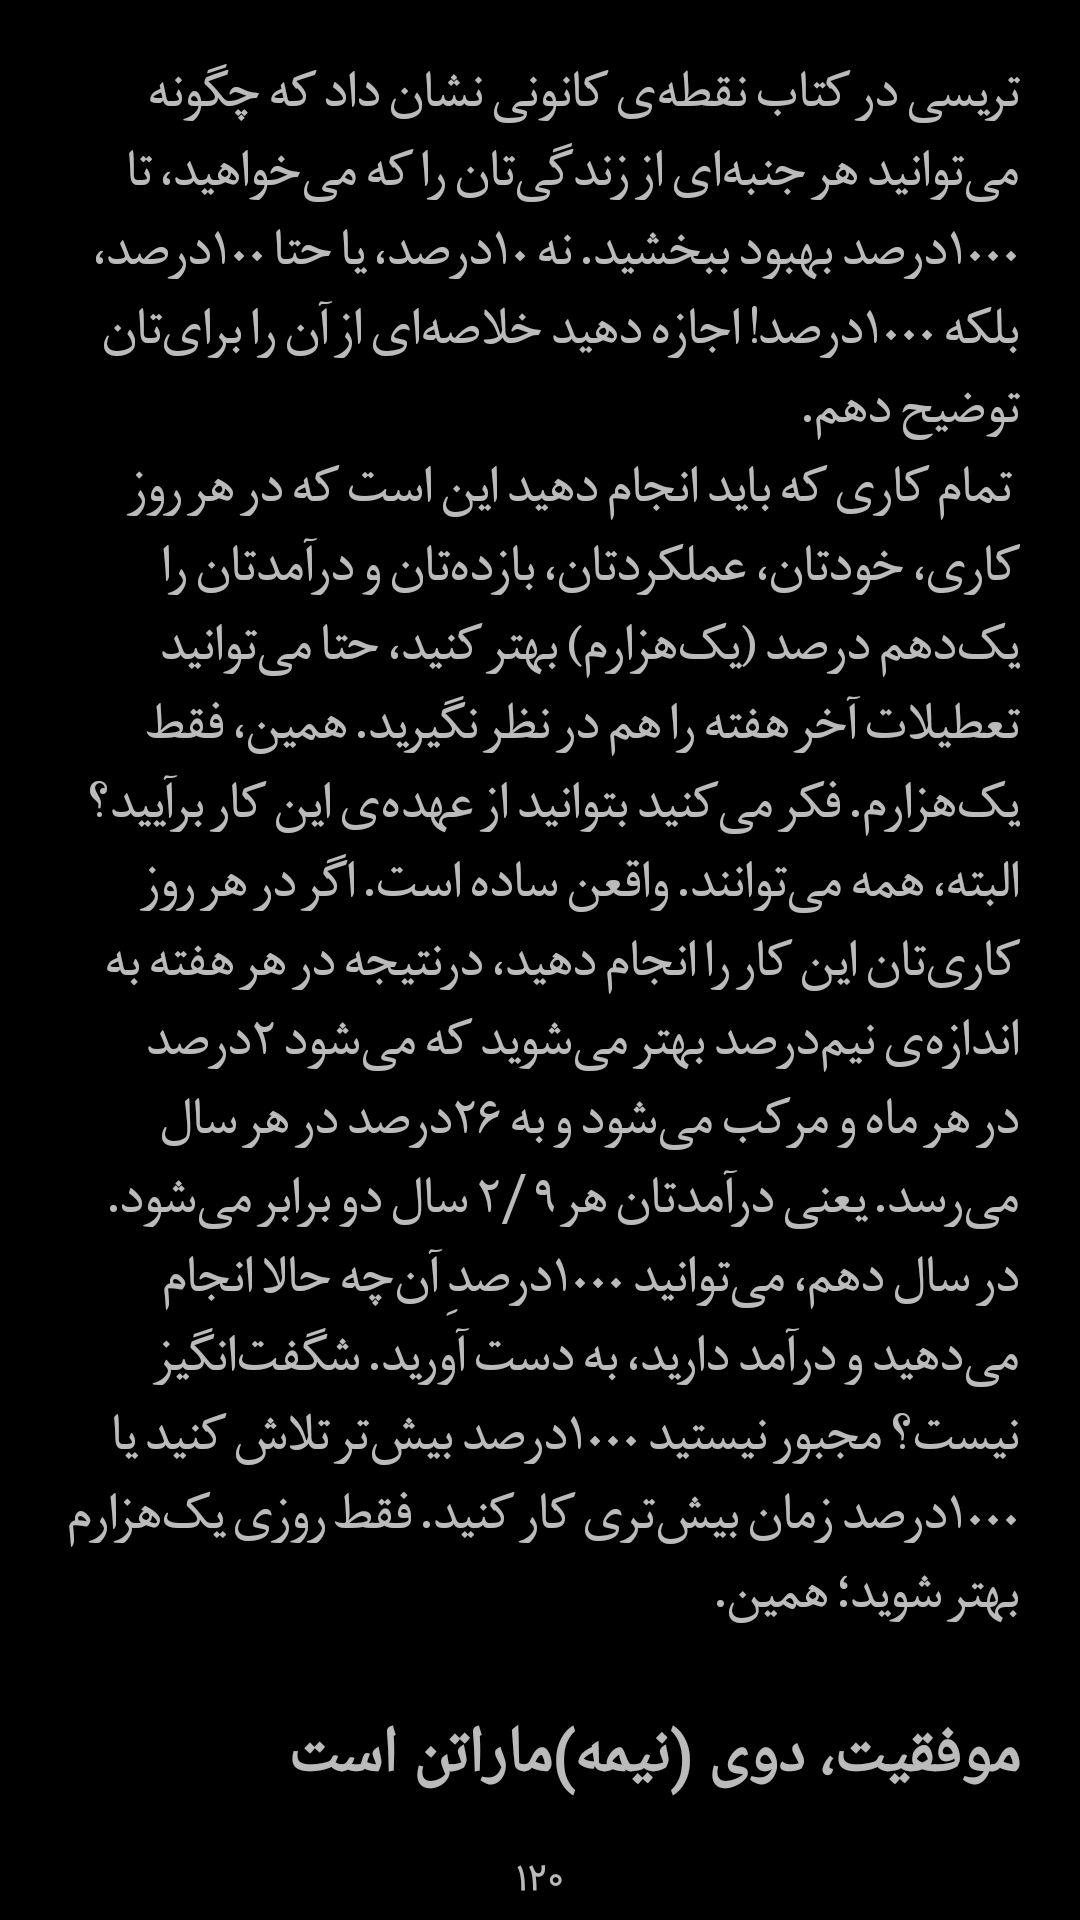 تریسی در کتاب نقطه‌ی کانونی نشان داد که چگونه
می‌توانید هر جنبه‌ای از زندگی‌تان را که می‌خواهید، تا
۱۰۰۰درصد بهبود ببخشید. نه ۱۰درصد، یا حتا ۱۰۰درصد،
بلکه ۱۰۰۰درصد! اجازه دهید خلاصه‌ای از آن را برای‌تان
توضیح دهم.
تمام کاری که باید انجام دهید این است که در هر روز
کاری، خودتان، عملکردتان، بازده‌تان و درآمدتان را
یک‌دهم درصد (یک‌هزارم) بهتر کنید، حتا می‌توانید
تعطیلات آخر هفته را هم در نظر نگیرید. همین، فقط
یک‌هزارم. فکر می‌کنید بتوانید از عهده‌ی این کار برآیید؟
البته، همه می‌توانند. واقعن ساده است. اگر در هر روز
کاری‌تان این کار را انجام دهید، درنتیجه در هر هفته به
اندازه‌ی نیم‌درصد بهتر می‌شوید که می‌شود ۲درصد
در هر ماه و مرکب می‌شود و به ۲۶درصد در هر سال
می‌رسد. یعنی درآمدتان هر ۹ /۲ سال دو برابر می‌شود.
در سال دهم، می‌توانید ۱۰۰۰درصدِ آن‌چه حالا انجام
می‌دهید و درآمد دارید، به دست آورید. شگفت‌انگیز
نیست؟ مجبور نیستید ۱۰۰۰درصد بیش‌تر تلاش کنید یا
۱۰۰۰درصد زمان بیش‌تری کار کنید. فقط روزی یک‌هزارم
بهتر شوید؛ همین.
موفقیت، دوی (نیمه)ماراتن است
۱۲۰